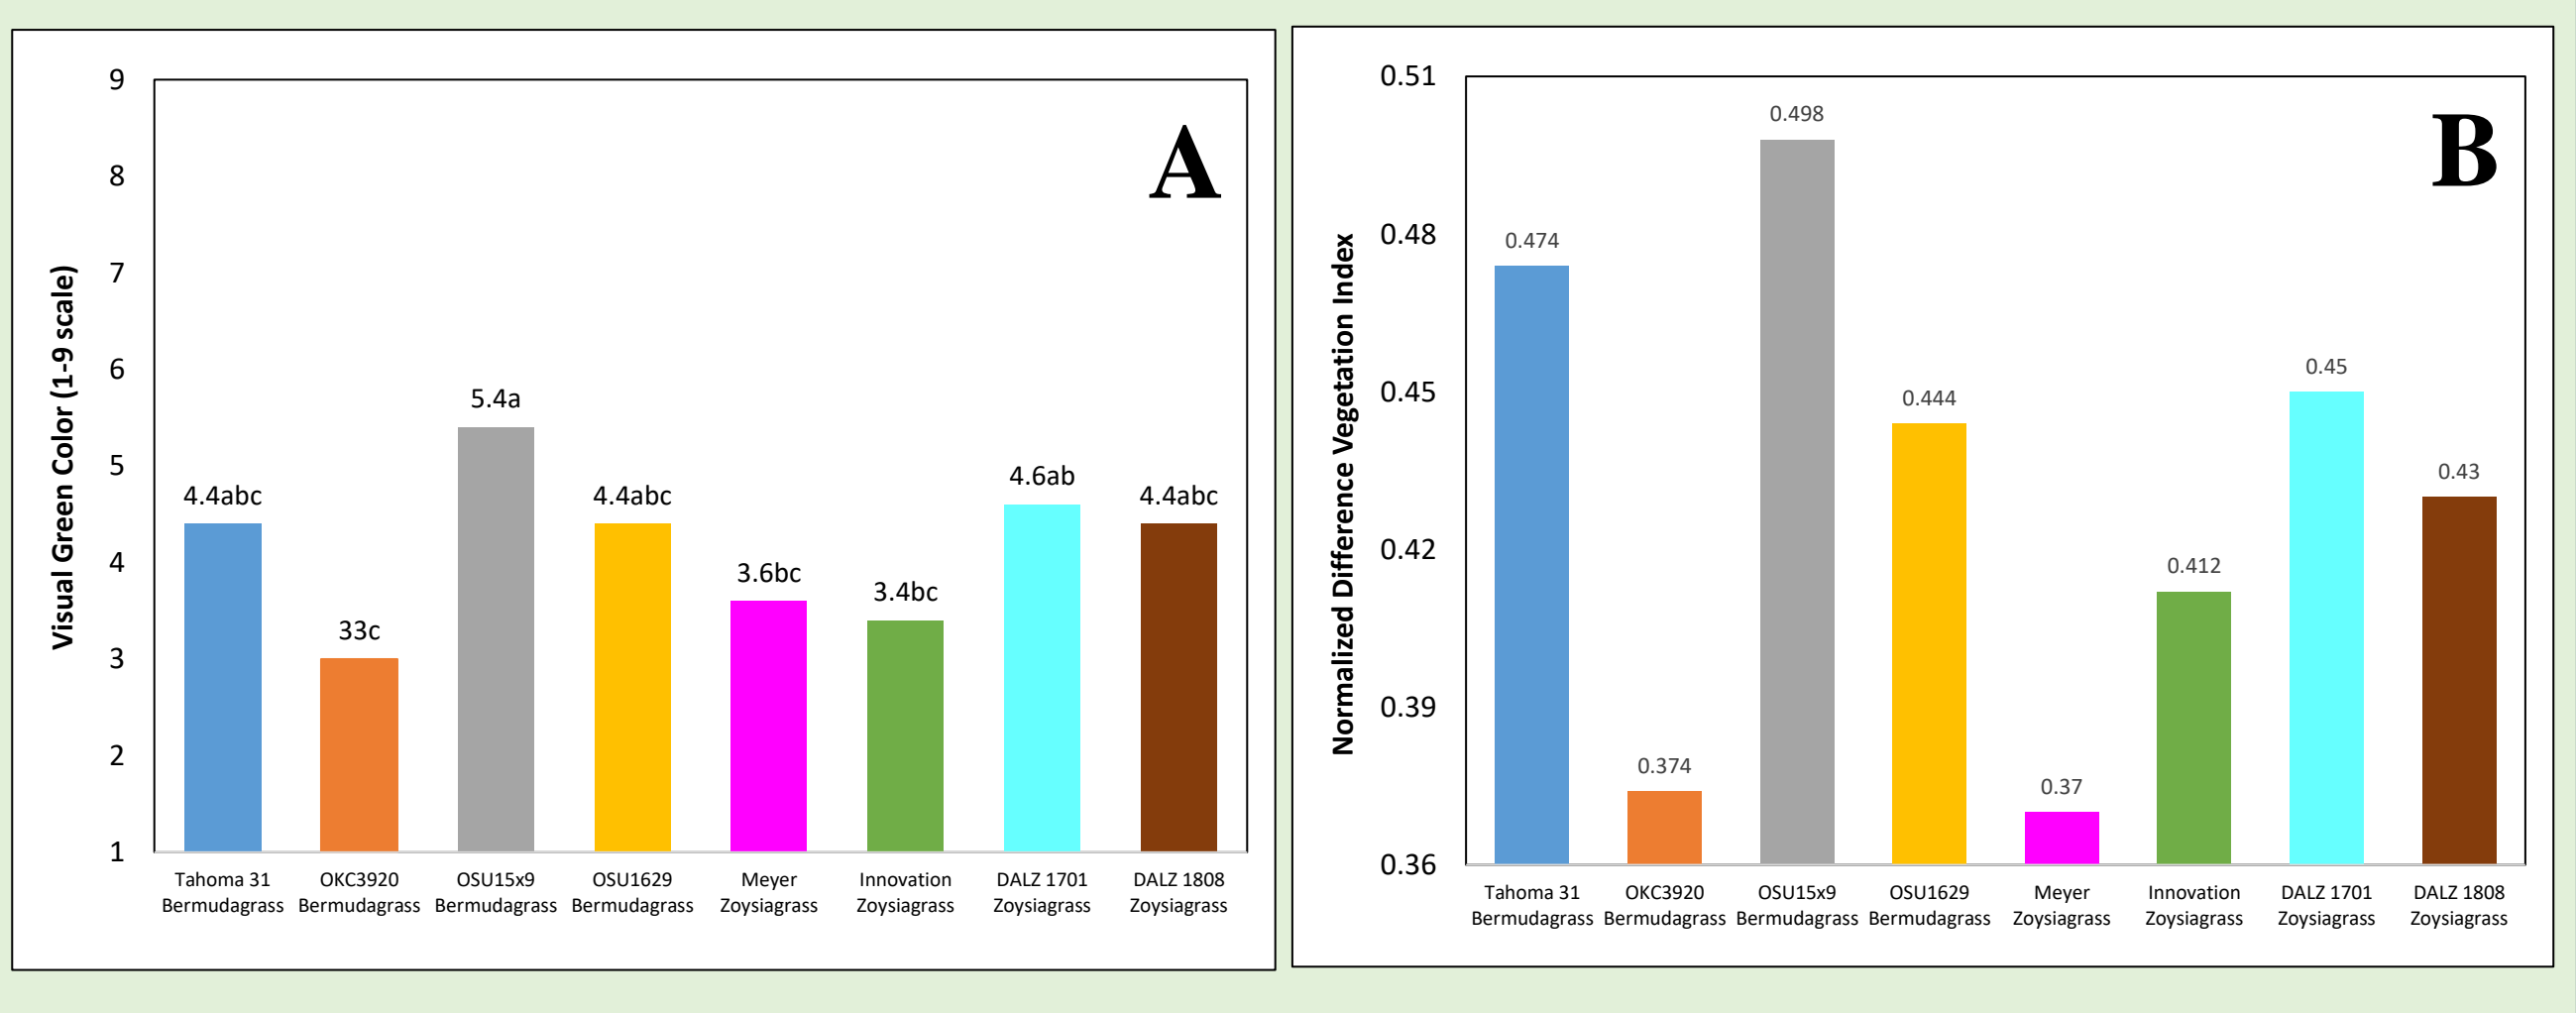 A
Visual Green Color (1-9 scale)
9
8
7
6
5
4
3
2
1
4.4abc
33c
5.4a
4.4abc
3.6bc
3.4bc
4.6ab
4.4abc
Tahoma 31
Bermudagrass
OKC3920
Bermudagrass
OSU15x9
Bermudagrass
OSU1629
Bermudagrass
Meyer
Zoysiagrass
Innovation
Zoysiagrass
DALZ 1701
Zoysiagrass
DALZ 1808
Zoysiagrass
B
Normalized Difference Vegetation Index
0.51
0.48
0.45
0.42
0.39
0.36
0.474
0.374
0.498
0.444
0.37
0.412
0.45
0.43
Tahoma 31
Bermudagrass
OKC3920
Bermudagrass
OSU15x9
Bermudagrass
OSU1629
Bermudagrass
Meyer
Zoysiagrass
Innovation
Zoysiagrass
DALZ 1701
Zoysiagrass
DALZ 1808
Zoysiagrass